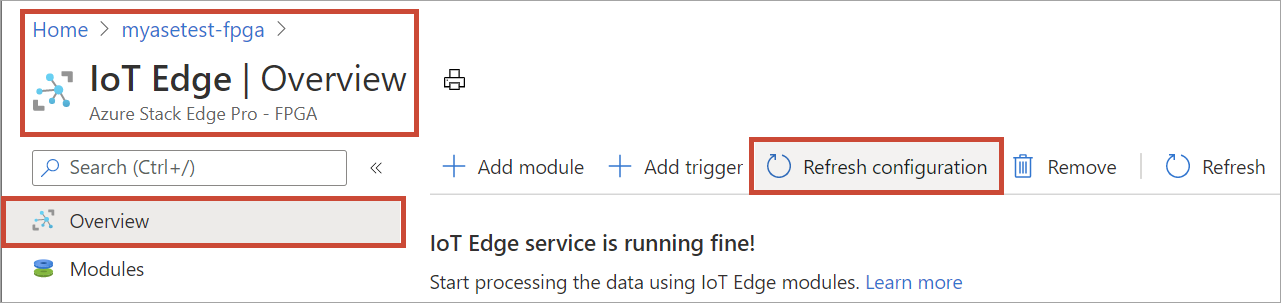 Home > myasetest-fpga >
IoT Edge | Overview
Azure Stack Edge Pro - FPGA
Search (Ctrl+/) «
Add module Add trigger Refresh configuration Remove Refresh
Overview
Modules
IoT Edge service is running fine!
Start processing the data using IoT Edge modules. Learn more